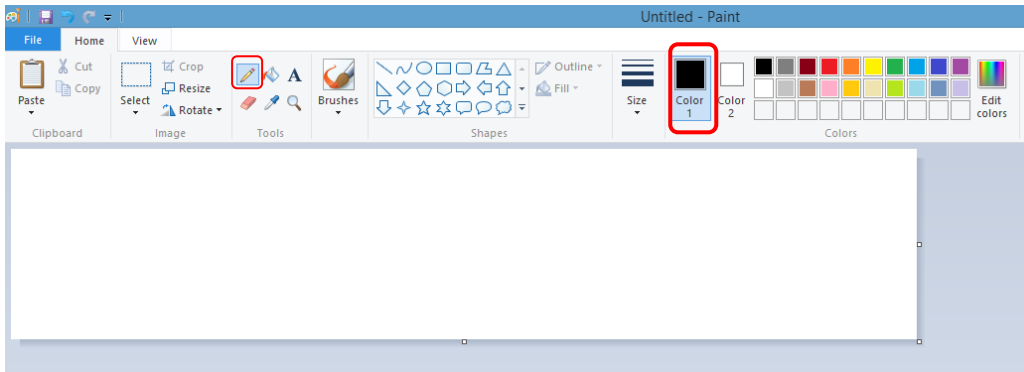 Untitled - Paint
File Home View
Paste
Cut
Copy
Clipboard
Select
Crop
Resize
Rotate
Image
A
Tools
Brushes
Outline
Fill
Shapes
Size
Color
1
Color
2
Edit
colors
Colors